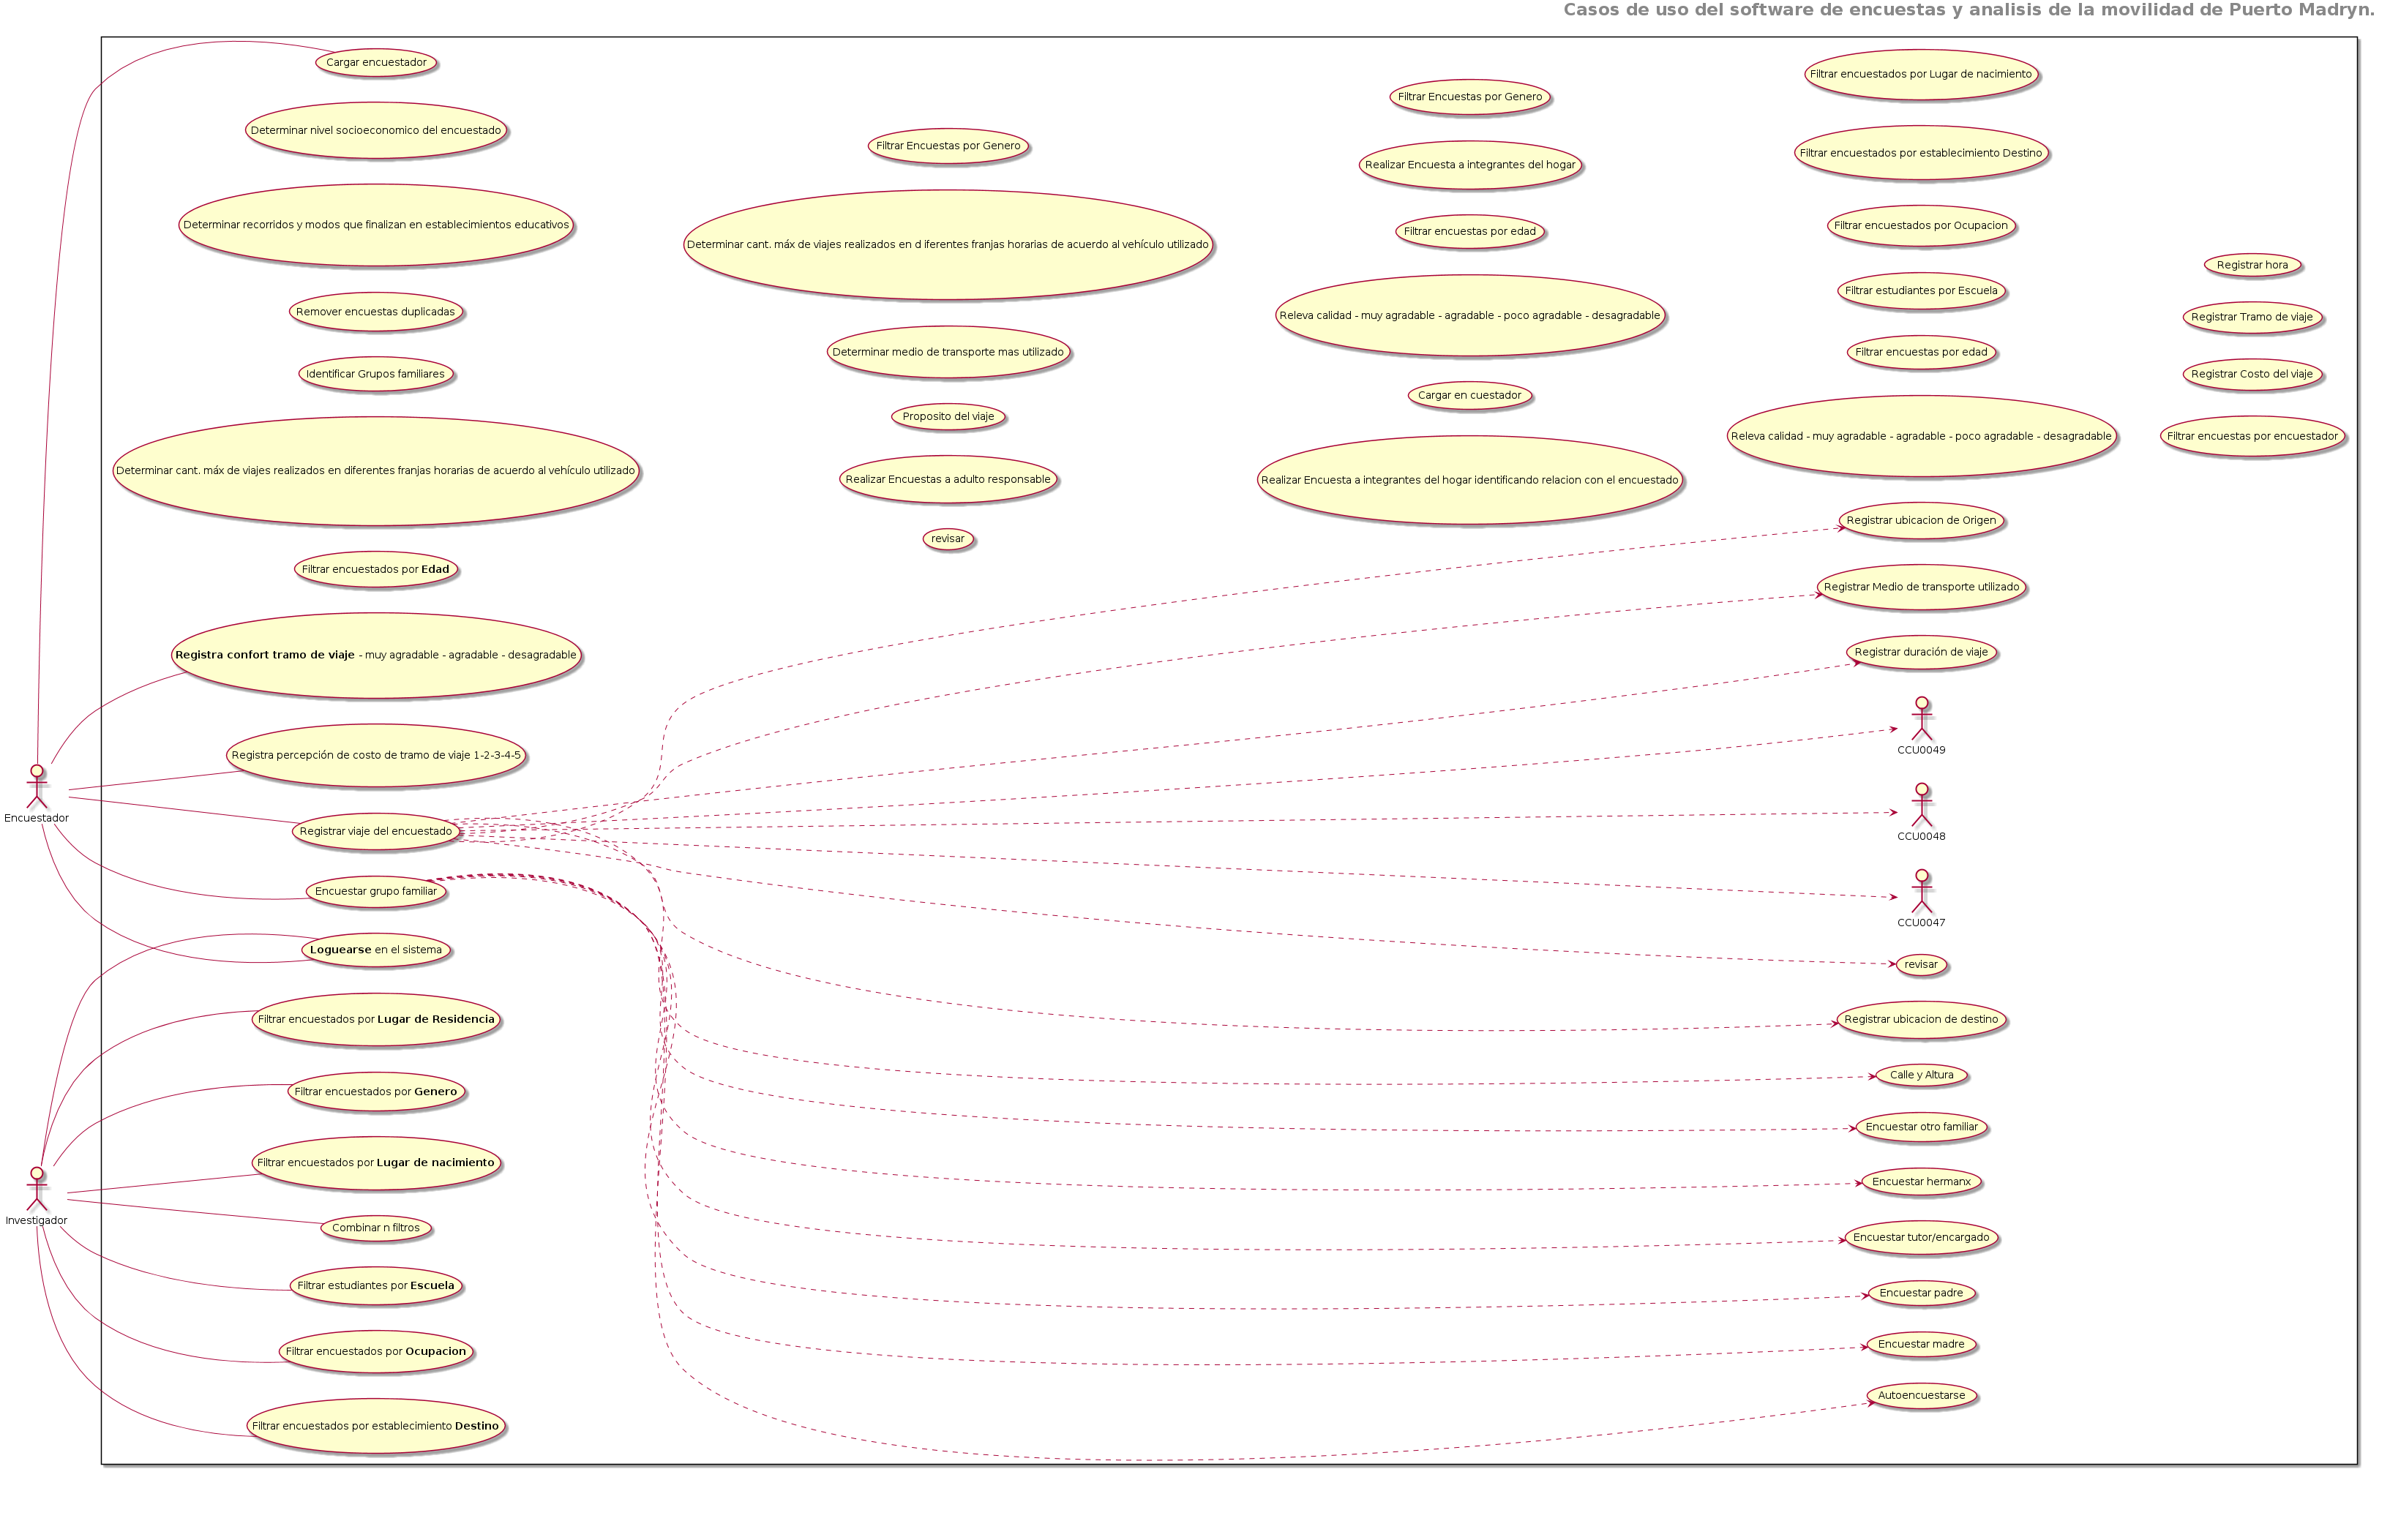 Casos de uso del software de encuestas y analisis de la movilidad de Puerto Madryn.
Encuestador
Investigador
Cargar encuestador
Determinar nivel socioeconomico del encuestado
Determinar recorridos y modos que finalizan en establecimientos educativos
Remover encuestas duplicadas
Identificar Grupos familiares
Determinar cant. máx de viajes realizados en diferentes franjas horarias de acuerdo al vehículo utilizado
Filtrar encuestados por Edad
Registra confort tramo de viaje - muy agradable - agradable - desagradable
Registra percepción de costo de tramo de viaje 1-2-3-4-5
Registrar viaje del encuestado
Encuestar grupo familiar
Loguearse en el sistema
Filtrar encuestados por Lugar de Residencia
Filtrar encuestados por Genero
Filtrar encuestados por Lugar de nacimiento
Combinar n filtros
Filtrar estudiantes por Escuela
Filtrar encuestados por Ocupacion
Filtrar encuestados por establecimiento Destino
Filtrar Encuestas por Genero
Determinar cant. máx de viajes realizados en d iferentes franjas horarias de acuerdo al vehículo utilizado
Determinar medio de transporte mas utilizado
Proposito del viaje
Realizar Encuestas a adulto responsable
revisar
Filtrar Encuestas por Genero
Realizar Encuesta a integrantes del hogar
Filtrar encuestas por edad
Releva calidad - muy agradable - agradable - poco agradable - desagradable
Cargar en cuestador
Realizar Encuesta a integrantes del hogar identificando relacion con el encuestado
Filtrar encuestados por Lugar de nacimiento
Filtrar encuestados por establecimiento Destino
Filtrar encuestados por Ocupacion
Filtrar estudiantes por Escuela
Filtrar encuestas por edad
Releva calidad - muy agradable - agradable - poco agradable - desagradable
Registrar ubicacion de Origen
Registrar Medio de transporte utilizado
Registrar duración de viaje
CCU0049
CCU0048
CCU0047
revisar
Registrar ubicacion de destino
Calle y Altura
Encuestar otro familiar
Encuestar hermanx
Encuestar tutor/encargado
Encuestar padre
Encuestar madre
Autoencuestarse
Registrar hora
Registrar Tramo de viaje
Registrar Costo del viaje
Filtrar encuestas por encuestador